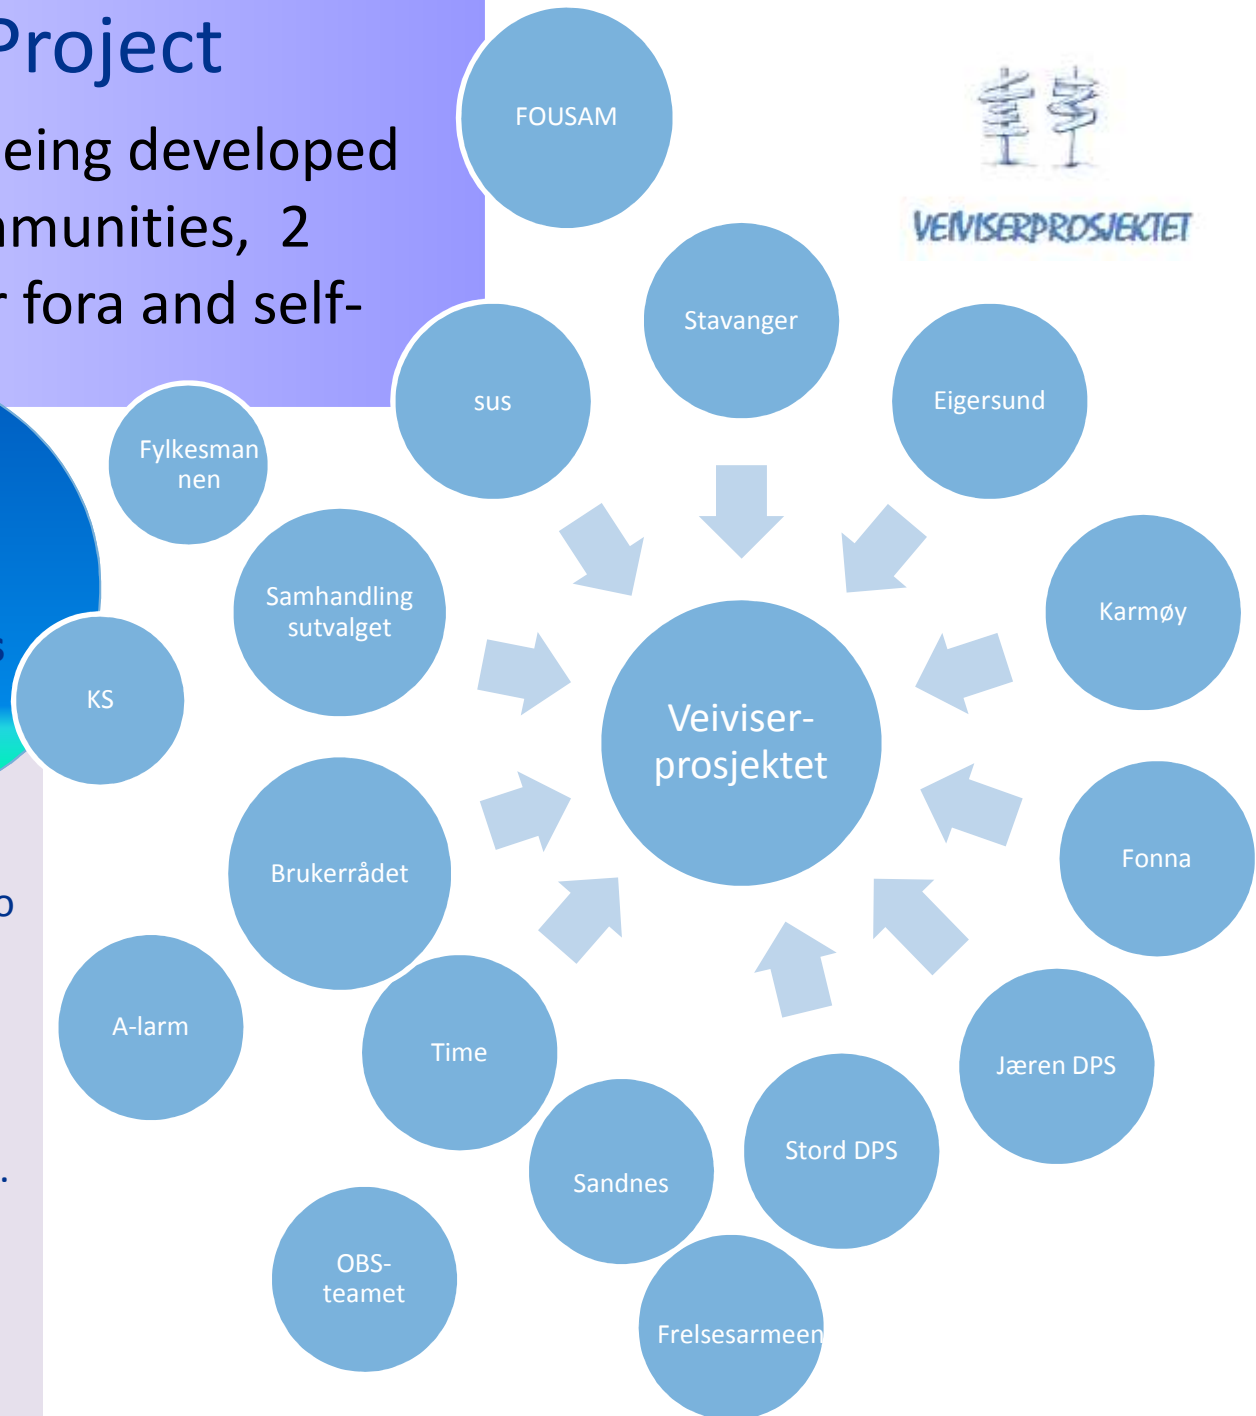 Project
eing developed
munities, 2
r fora and self-
VEIVISERPROSJEKTET
FOUSAM
Stavanger
sus
Eigersund
Fylkesman
nen
Samhandling
sutvalget
Karmøy
s
KS
Veiviser-
prosjektet
Brukerrådet
Fonna
o
A-larm
Time
Jæren DPS
Stord DPS
Sandnes
.
OBS-
teamet
Frelsesarmeen